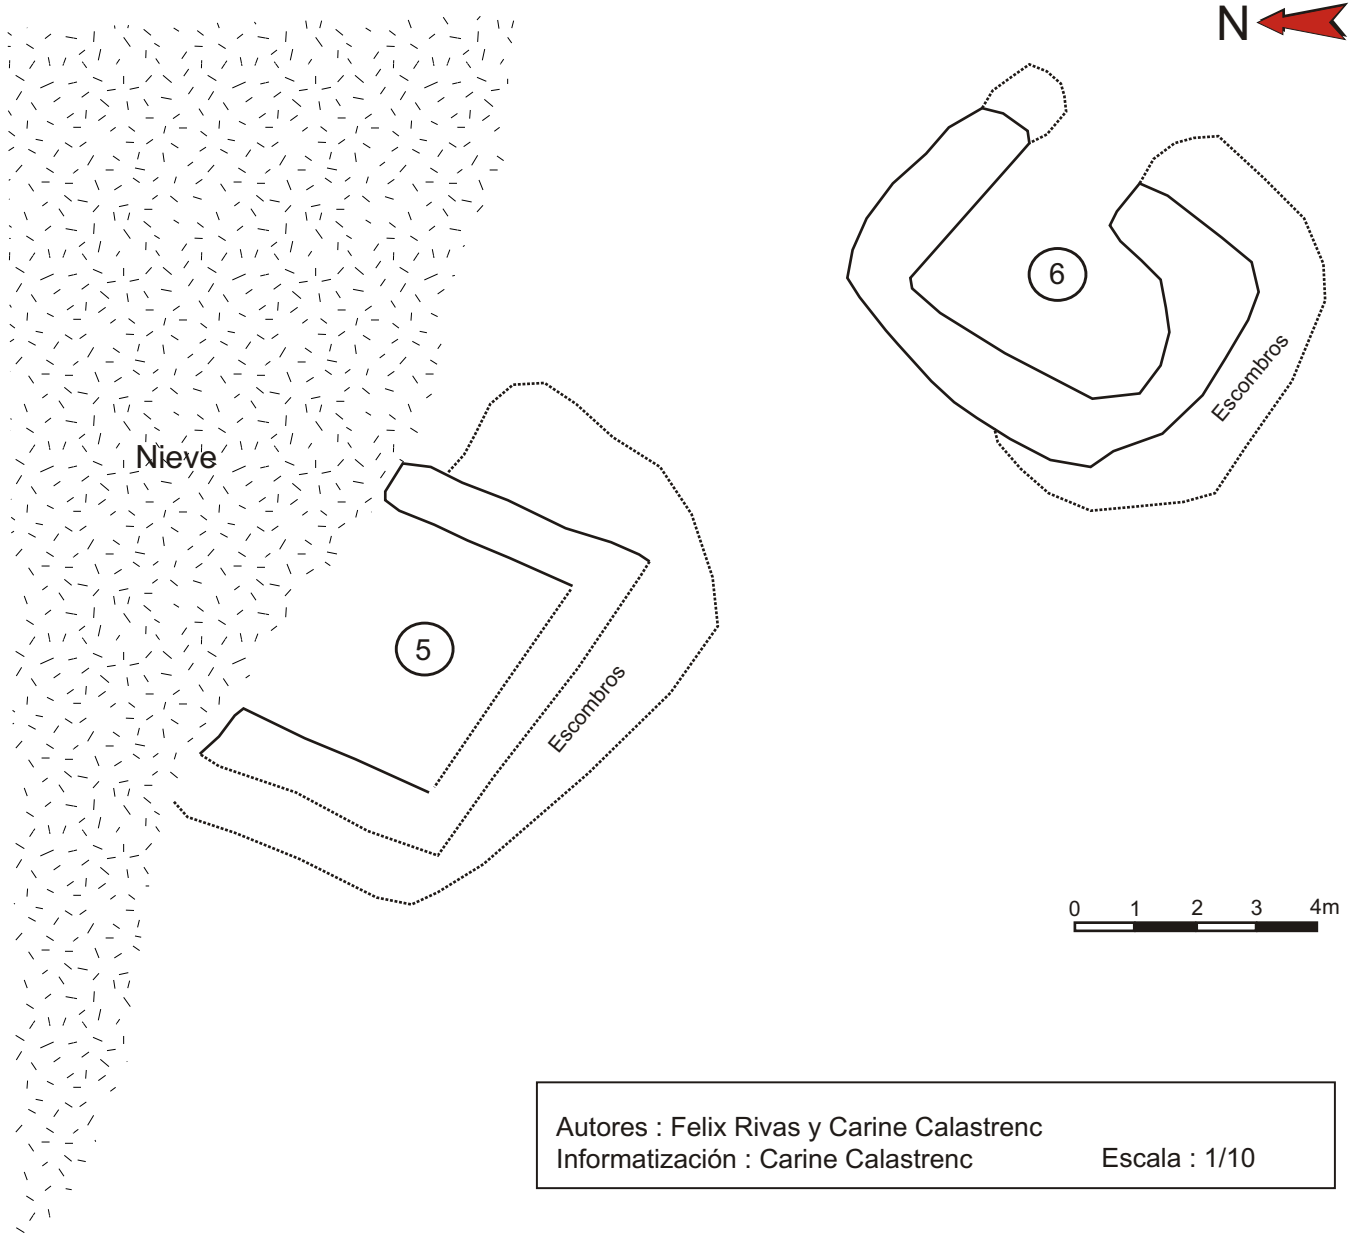 N
6
Escombros
Nieve
5
Escombros
0 1 2 3 4m
Autores : Felix Rivas y Carine Calastrenc
Informatización : Carine Calastrenc Escala : 1/10